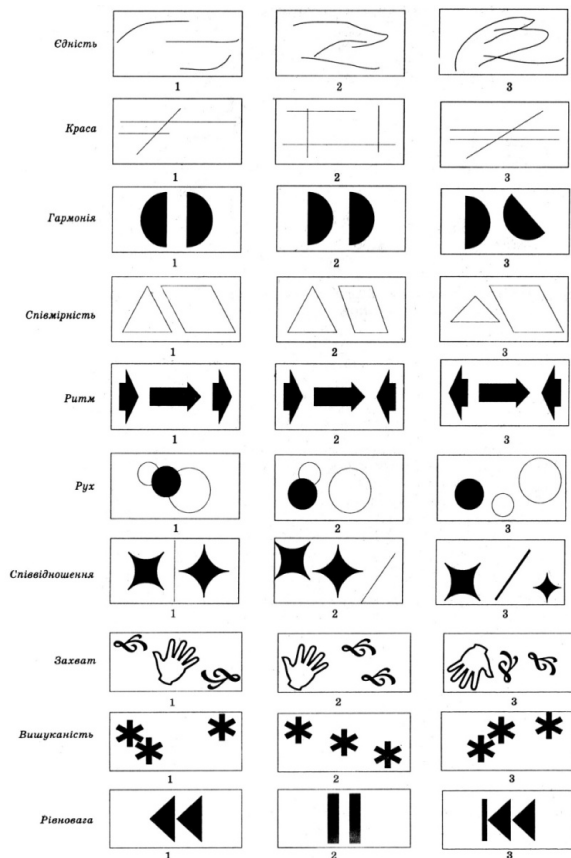 Єдність
1 2 3
Краса
1 2 3
Гармонія
1 2 3
Співмірність
1 2 3
Ритм
1 2 3
Рух
1 2 3
Співвідношення
1 2 3
Захват
1 2 3
Вишуканість
1 2 3
Рівновага
1 2 3